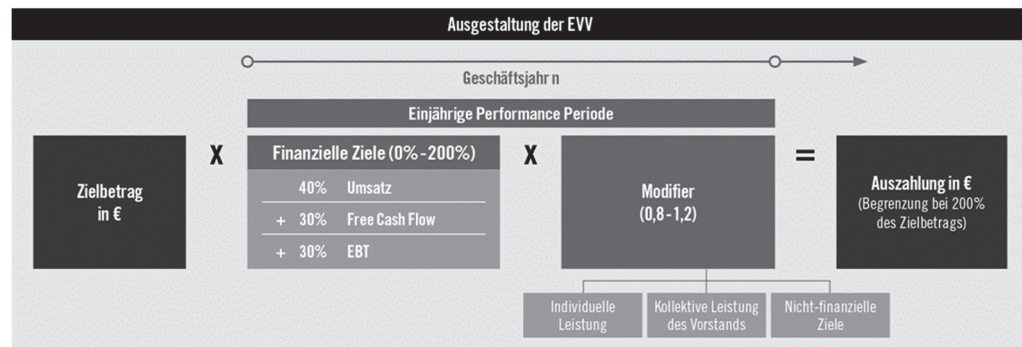 Ausgestaltung der EVV
Geschäftsjahr n
Einjährige Performance Periode
Zielbetrag
in €
X
Finanzielle Ziele (0%-200%)
40% Umsatz
+ 30% Free Cash Flow
+ 30% EBT
X
Modifier
(0,8-1,2)
=
Auszahlung in €
(Begrenzung bei 200%
des Zielbetrags)
Individuelle
Leistung
Kollektive Leistung
des Vorstands
Nicht-finanzielle
Ziele